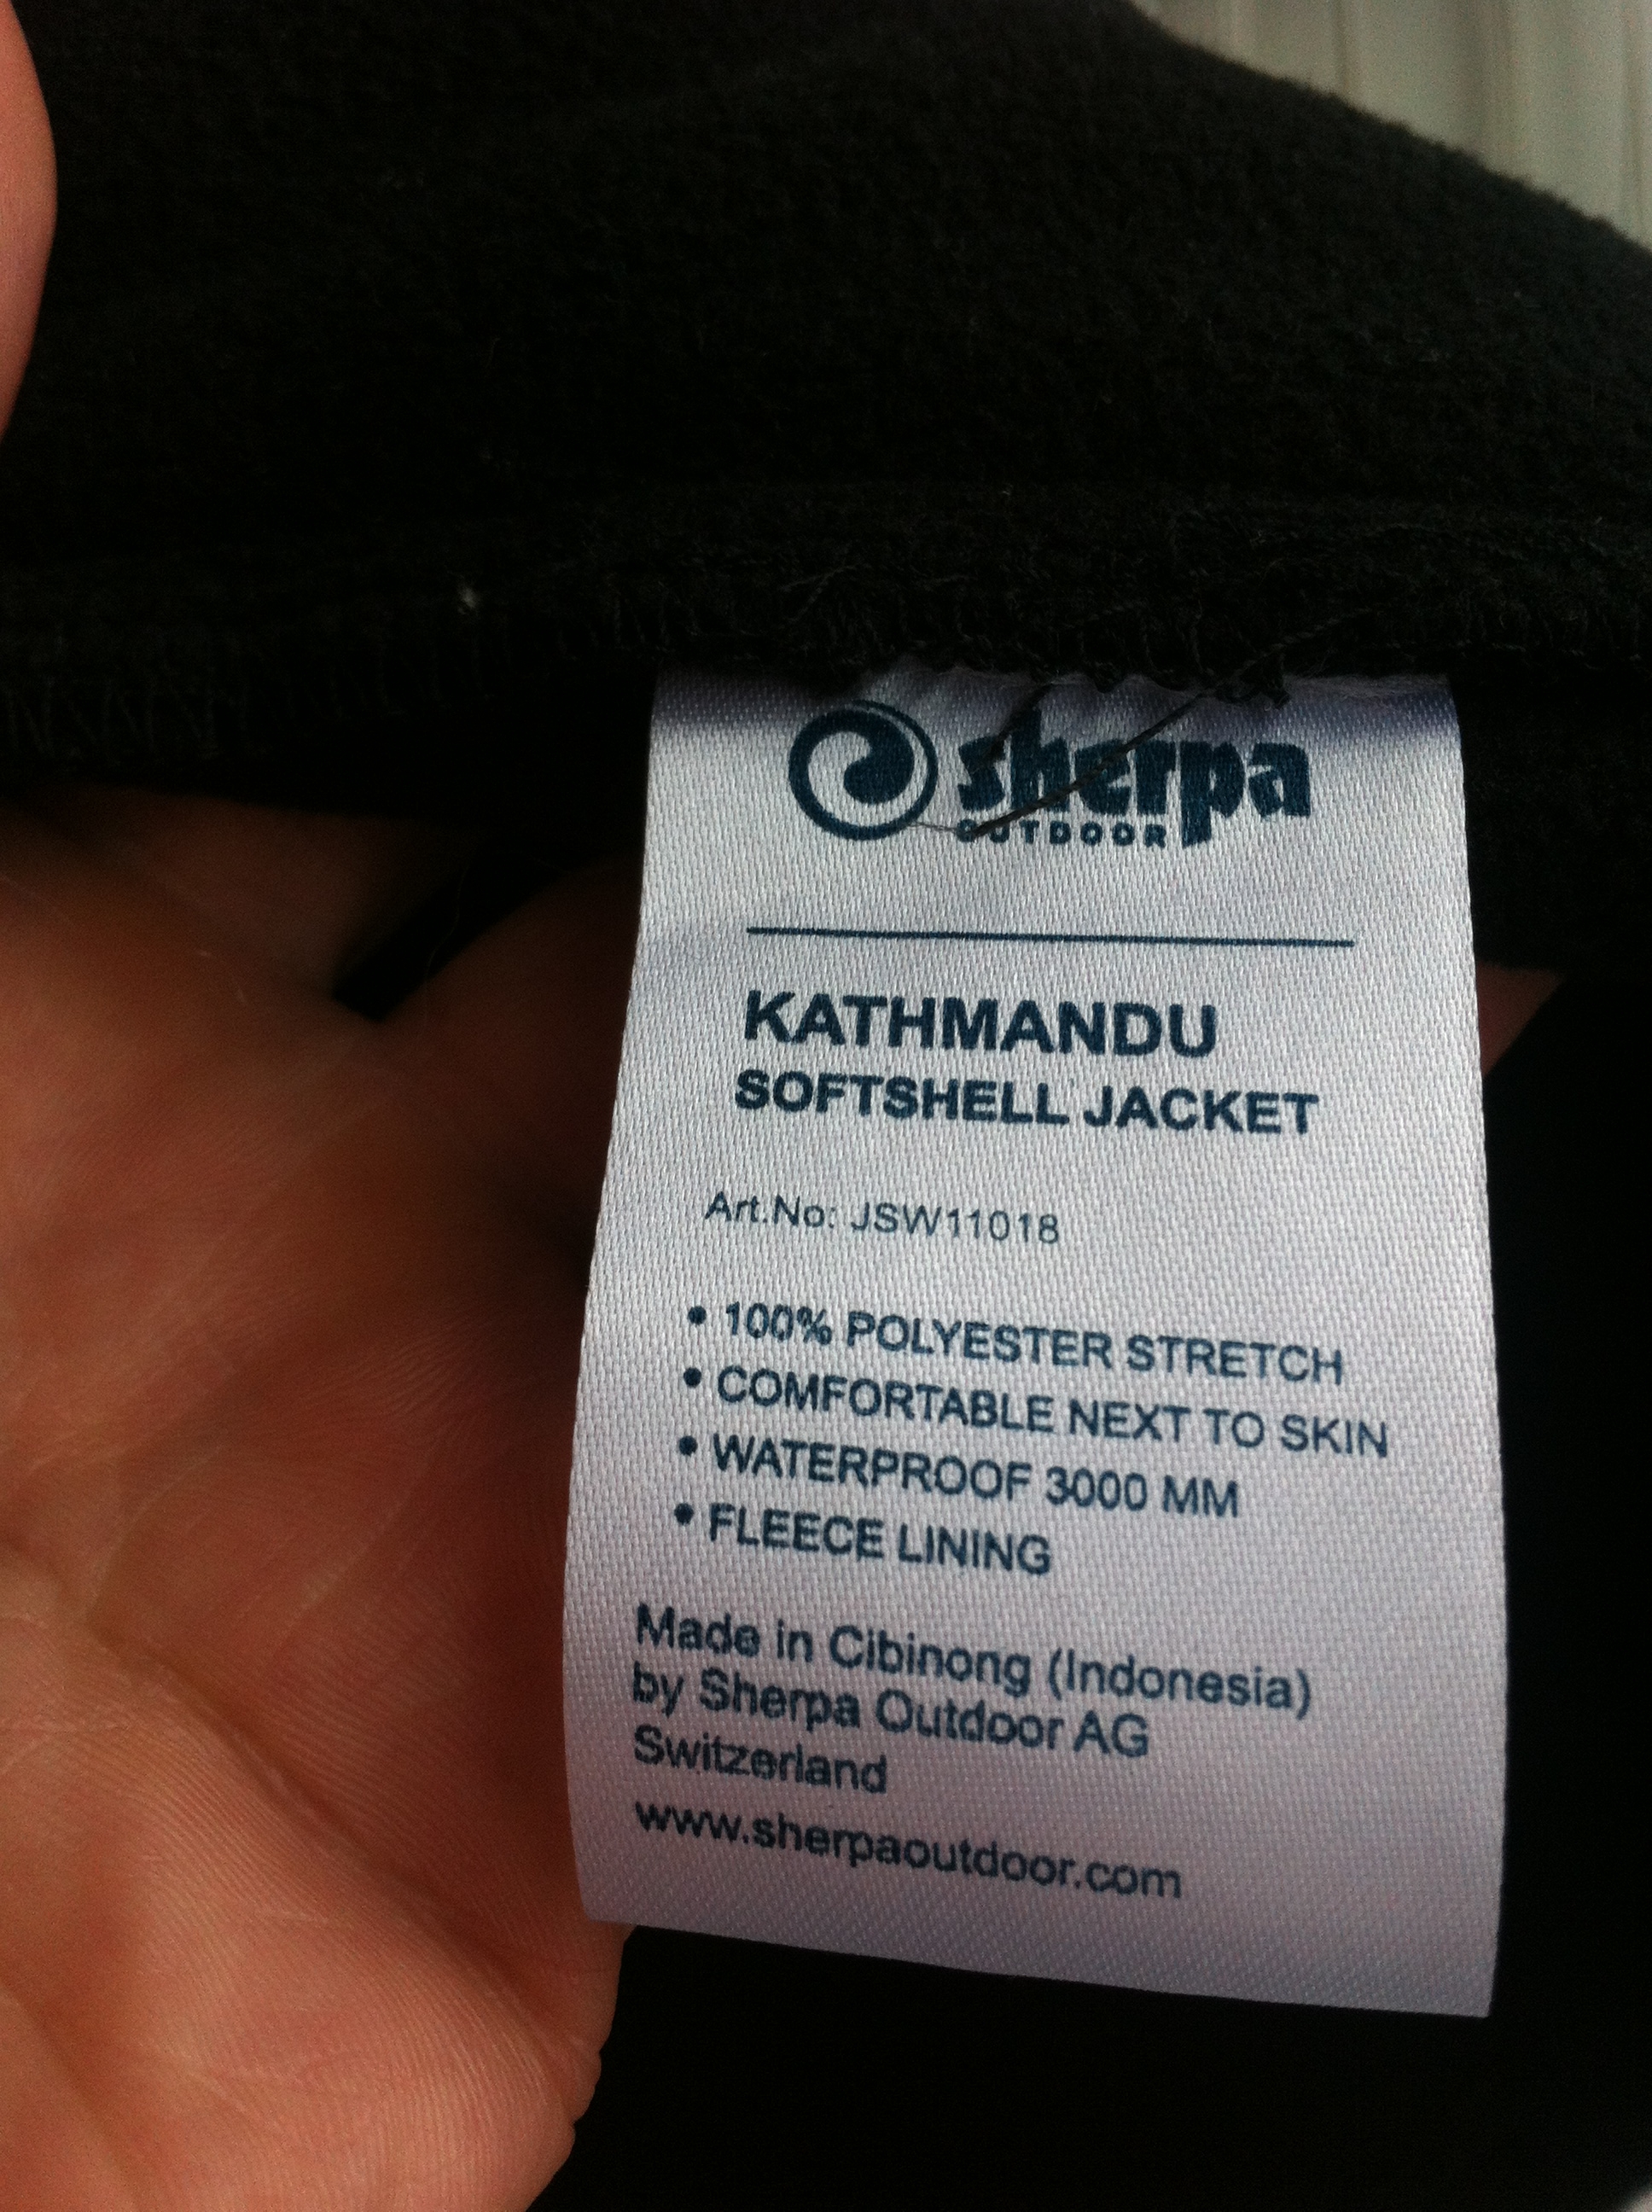 sherpa
OUTDOOR
KATHMANDU
SOFTSHELL JACKET
Art.No: JSW11018
• 100% POLYESTER STRETCH
• COMFORTABLE NEXT TO SKIN
• WATERPROOF 3000 MM
• FLEECE LINING
Made in Cibinong (Indonesia)
by Sherpa Outdoor AG
Switzerland
www.sherpaoutdoor.com